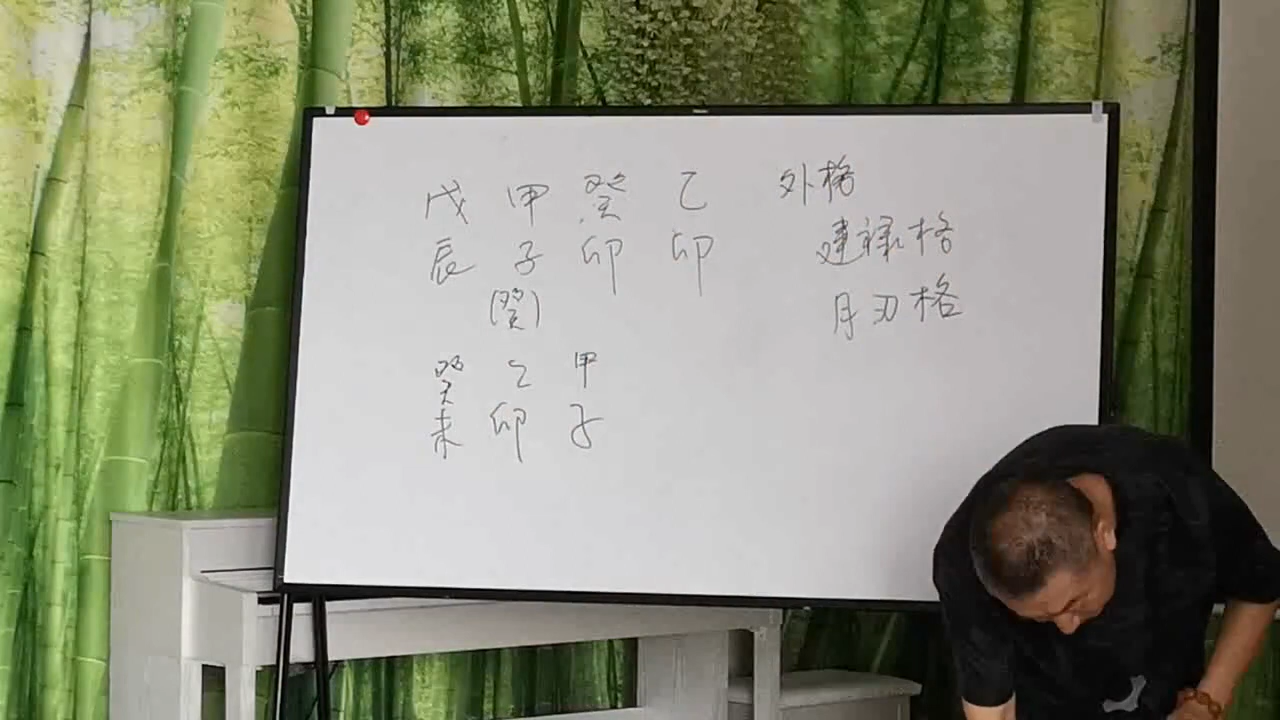 戊 甲 癸 乙 外格
辰 子 卯 卯 建禄格
(癸) 月刃格
癸 乙 甲
未 卯 子